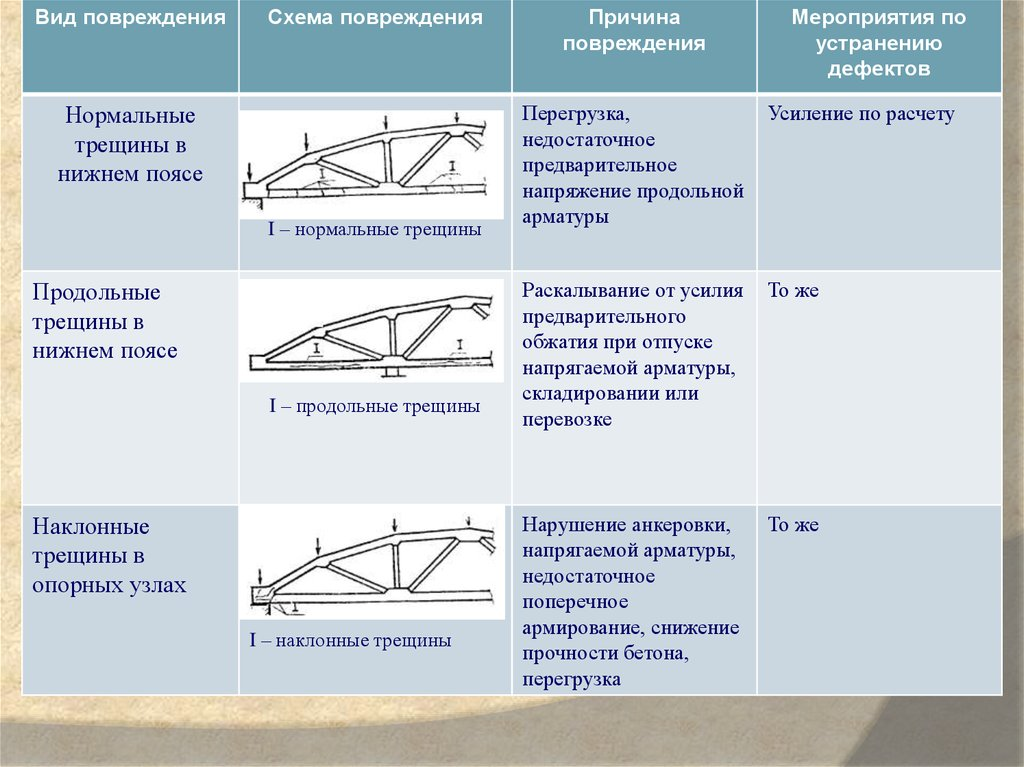 Вид повреждения
Схема повреждения
Причина
повреждения
Мероприятия по
устранению
дефектов
Нормальные
трещины в
нижнем поясе
I
I
I – нормальные трещины
Перегрузка,
недостаточное
предварительное
напряжение продольной
арматуры
Усиление по расчету
Продольные
трещины в
нижнем поясе
I
I
I – продольные трещины
Раскалывание от усилия
предварительного
обжатия при отпуске
напрягаемой арматуры,
складировании или
перевозке
То же
Наклонные
трещины в
опорных узлах
I
I – наклонные трещины
Нарушение анкеровки,
напрягаемой арматуры,
недостаточное
поперечное
армирование, снижение
прочности бетона,
перегрузка
То же